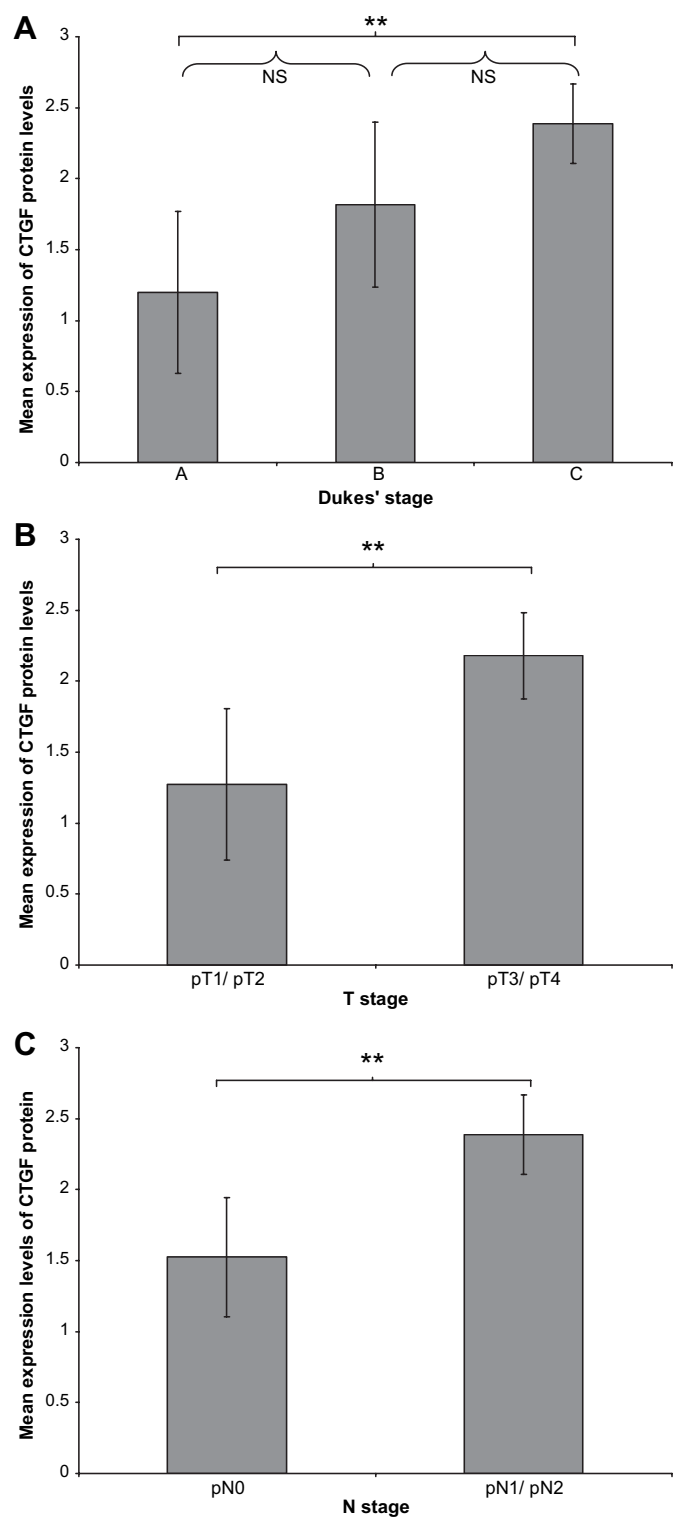 A
**
NS NS
3
2.5
2
1.5
1
0.5
0
Mean expression of CTGF protein levels
A B C
Dukes' stage
B
**
3
2.5
2
1.5
1
0.5
0
Mean expression of CTGF protein levels
pT1/ pT2 pT3/ pT4
T stage
C
**
3
2.5
2
1.5
1
0.5
0
Mean expression levels of CTGF protein
pN0 pN1/ pN2
N stage